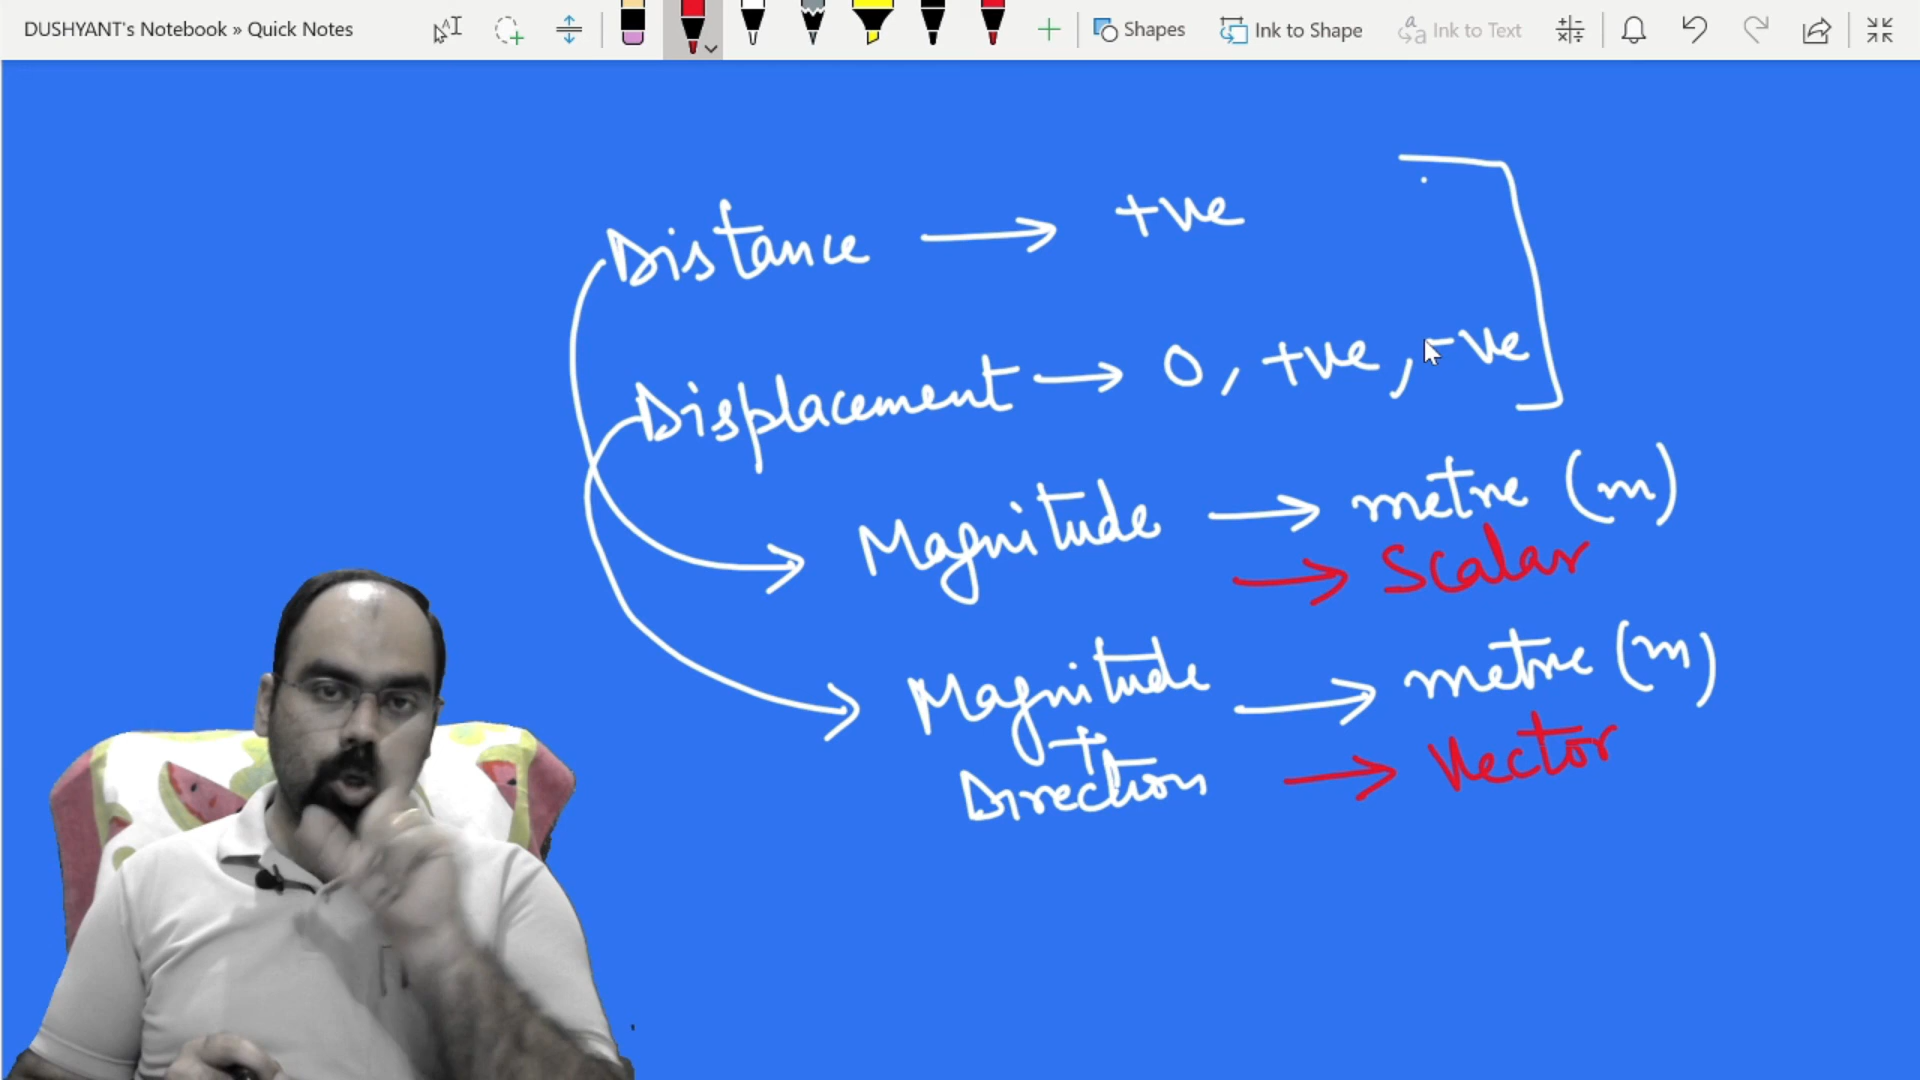 DUSHYANT's Notebook » Quick Notes
Shapes
Ink to Shape
Ink to Text
Distance → +ve
Displacement → 0, +ve, -ve
Magnitude → metre (m)
→ Scalar
Magnitude → metre (m)
+
Direction → Vector